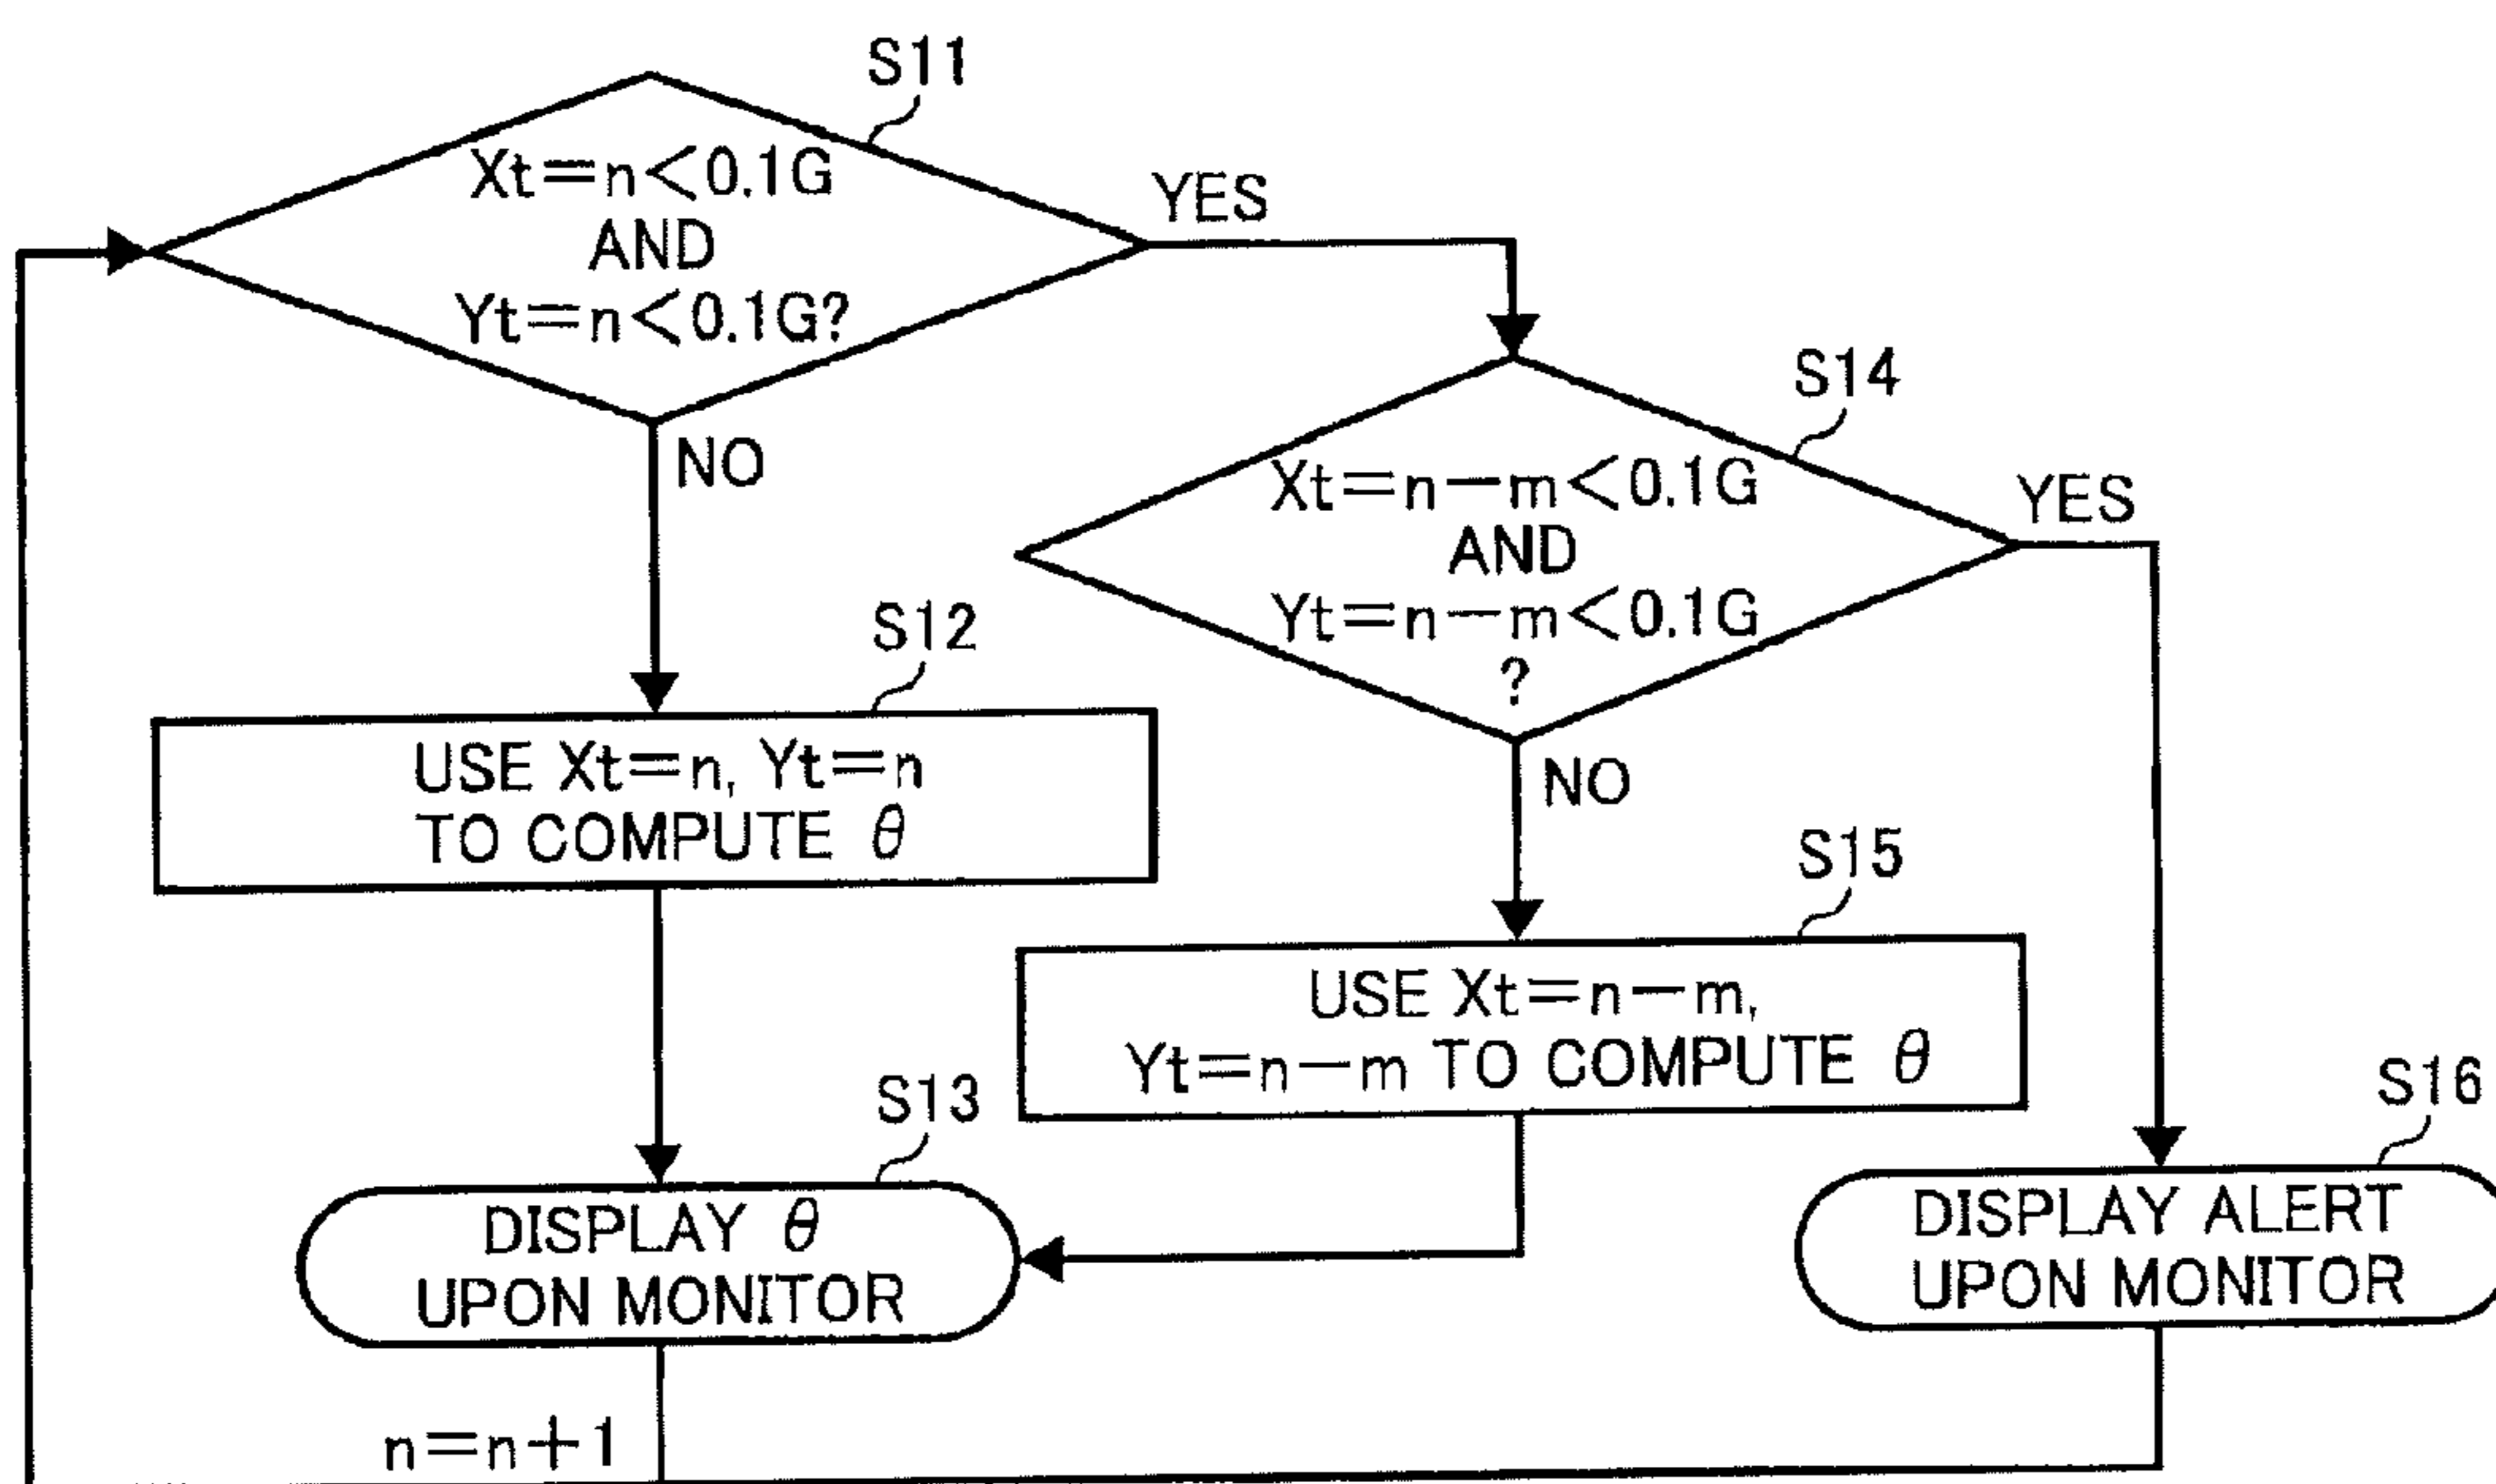 S11
Xt=n<0.1G
AND
Yt=n<0.1G?
YES
NO
S14
Xt=n-m<0.1G
AND
Yt=n-m<0.1G
?
YES
NO
S12
USE Xt=n, Yt=n
TO COMPUTE θ
S15
USE Xt=n-m,
Yt=n-m TO COMPUTE θ
S13
DISPLAY θ
UPON MONITOR
S16
DISPLAY ALERT
UPON MONITOR
n=n+1